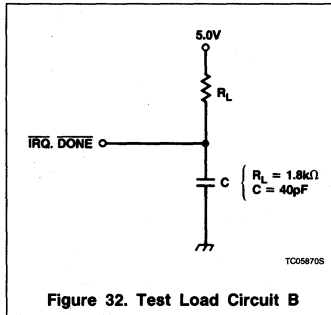 5.0V
R_L
IRQ. DONE
C
R_L = 1.8kΩ
C = 40pF
TC05870S
Figure 32. Test Load Circuit B